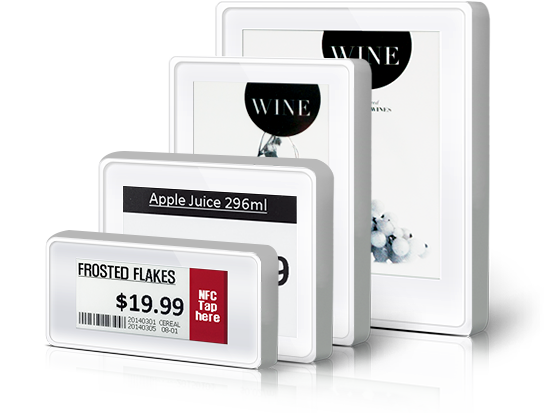 WINE
WINES
WINE
Apple Juice 296ml
9
FROSTED FLAKES
$19.99
NFC
Tap
here
20140301 CEREAL
20140305 08-01